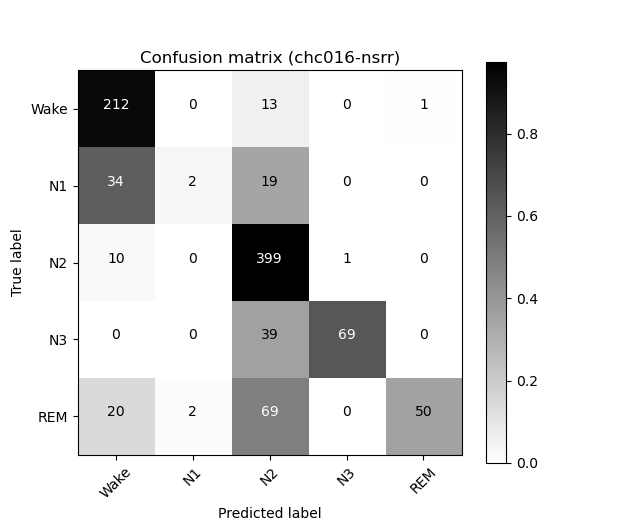 Confusion matrix (chc016-nsrr)
Wake 212 0 13 0 1
N1 34 2 19 0 0
N2 10 0 399 1 0
N3 0 0 39 69 0
REM 20 2 69 0 50
Wake N1 N2 N3 REM
Predicted label
True label
0.8
0.6
0.4
0.2
0.0